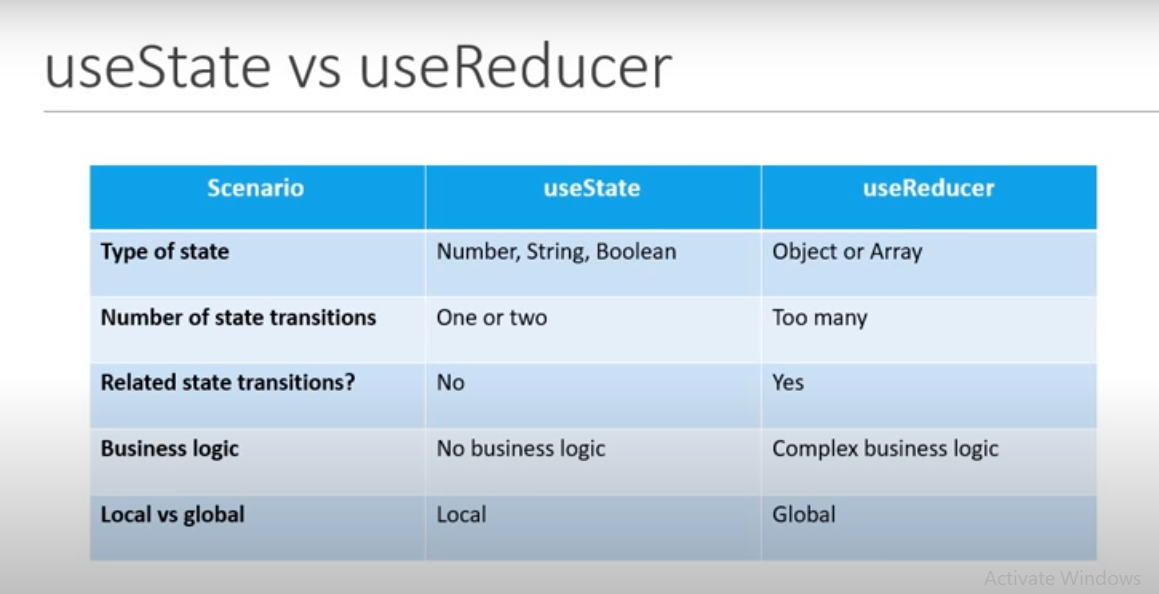 useState vs useReducer
Scenario useState useReducer
Type of state Number, String, Boolean Object or Array
Number of state transitions One or two Too many
Related state transitions? No Yes
Business logic No business logic Complex business logic
Local vs global Local Global
Activate Windows